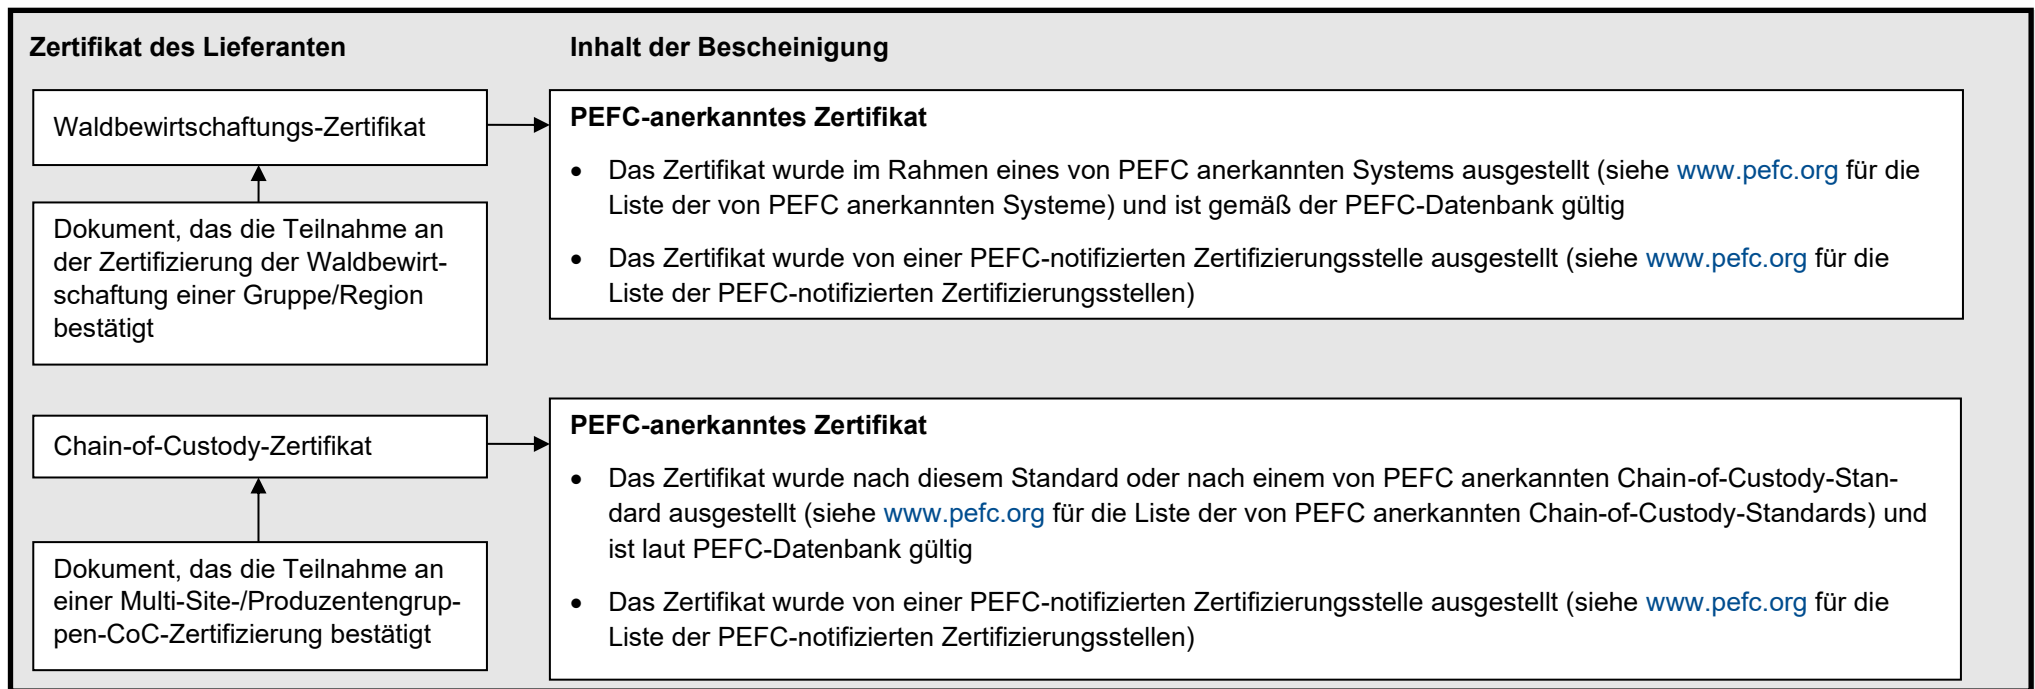 Zertifikat des Lieferanten
Inhalt der Bescheinigung
Waldbewirtschaftungs-Zertifikat
Dokument, das die Teilnahme an
der Zertifizierung der Waldbewirt-
schaftung einer Gruppe/Region
bestätigt
PEFC-anerkanntes Zertifikat
• Das Zertifikat wurde im Rahmen eines von PEFC anerkannten Systems ausgestellt (siehe www.pefc.org für die
Liste der von PEFC anerkannten Systeme) und ist gemäß der PEFC-Datenbank gültig
• Das Zertifikat wurde von einer PEFC-notifizierten Zertifizierungsstelle ausgestellt (siehe www.pefc.org für die
Liste der PEFC-notifizierten Zertifizierungsstellen)
Chain-of-Custody-Zertifikat
Dokument, das die Teilnahme an
einer Multi-Site-/Produzentengrup-
pen-CoC-Zertifizierung bestätigt
PEFC-anerkanntes Zertifikat
• Das Zertifikat wurde nach diesem Standard oder nach einem von PEFC anerkannten Chain-of-Custody-Stan-
dard ausgestellt (siehe www.pefc.org für die Liste der von PEFC anerkannten Chain-of-Custody-Standards) und
ist laut PEFC-Datenbank gültig
• Das Zertifikat wurde von einer PEFC-notifizierten Zertifizierungsstelle ausgestellt (siehe www.pefc.org für die
Liste der PEFC-notifizierten Zertifizierungsstellen)